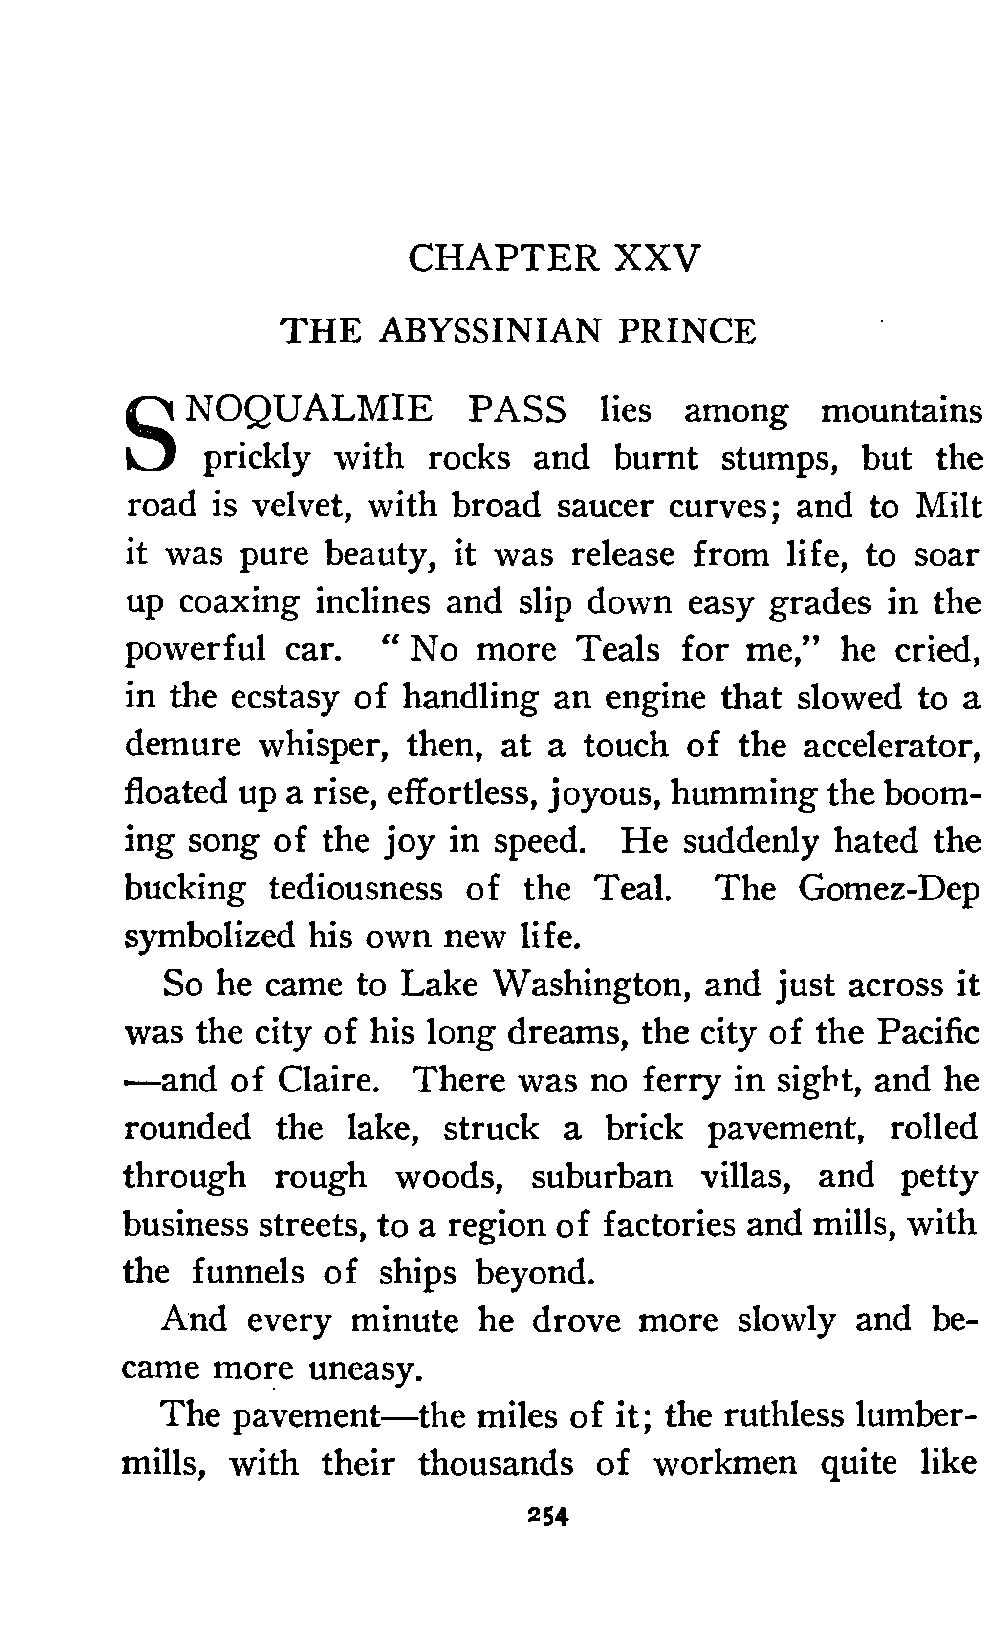 CHAPTER XXV
THE ABYSSINIAN PRINCE
SNOQUALMIE PASS lies among mountains
prickly with rocks and burnt stumps, but the
road is velvet, with broad saucer curves; and to Milt
it was pure beauty, it was release from life, to soar
up coaxing inclines and slip down easy grades in the
powerful car. “ No more Teals for me,” he cried,
in the ecstasy of handling an engine that slowed to a
demure whisper, then, at a touch of the accelerator,
floated up a rise, effortless, joyous, humming the boom-
ing song of the joy in speed. He suddenly hated the
bucking tediousness of the Teal. The Gomez-Dep
symbolized his own new life.
So he came to Lake Washington, and just across it
was the city of his long dreams, the city of the Pacific
—and of Claire. There was no ferry in sight, and he
rounded the lake, struck a brick pavement, rolled
through rough woods, suburban villas, and petty
business streets, to a region of factories and mills, with
the funnels of ships beyond.
And every minute he drove more slowly and be-
came more uneasy.
The pavement—the miles of it; the ruthless lumber-
mills, with their thousands of workmen quite like
254